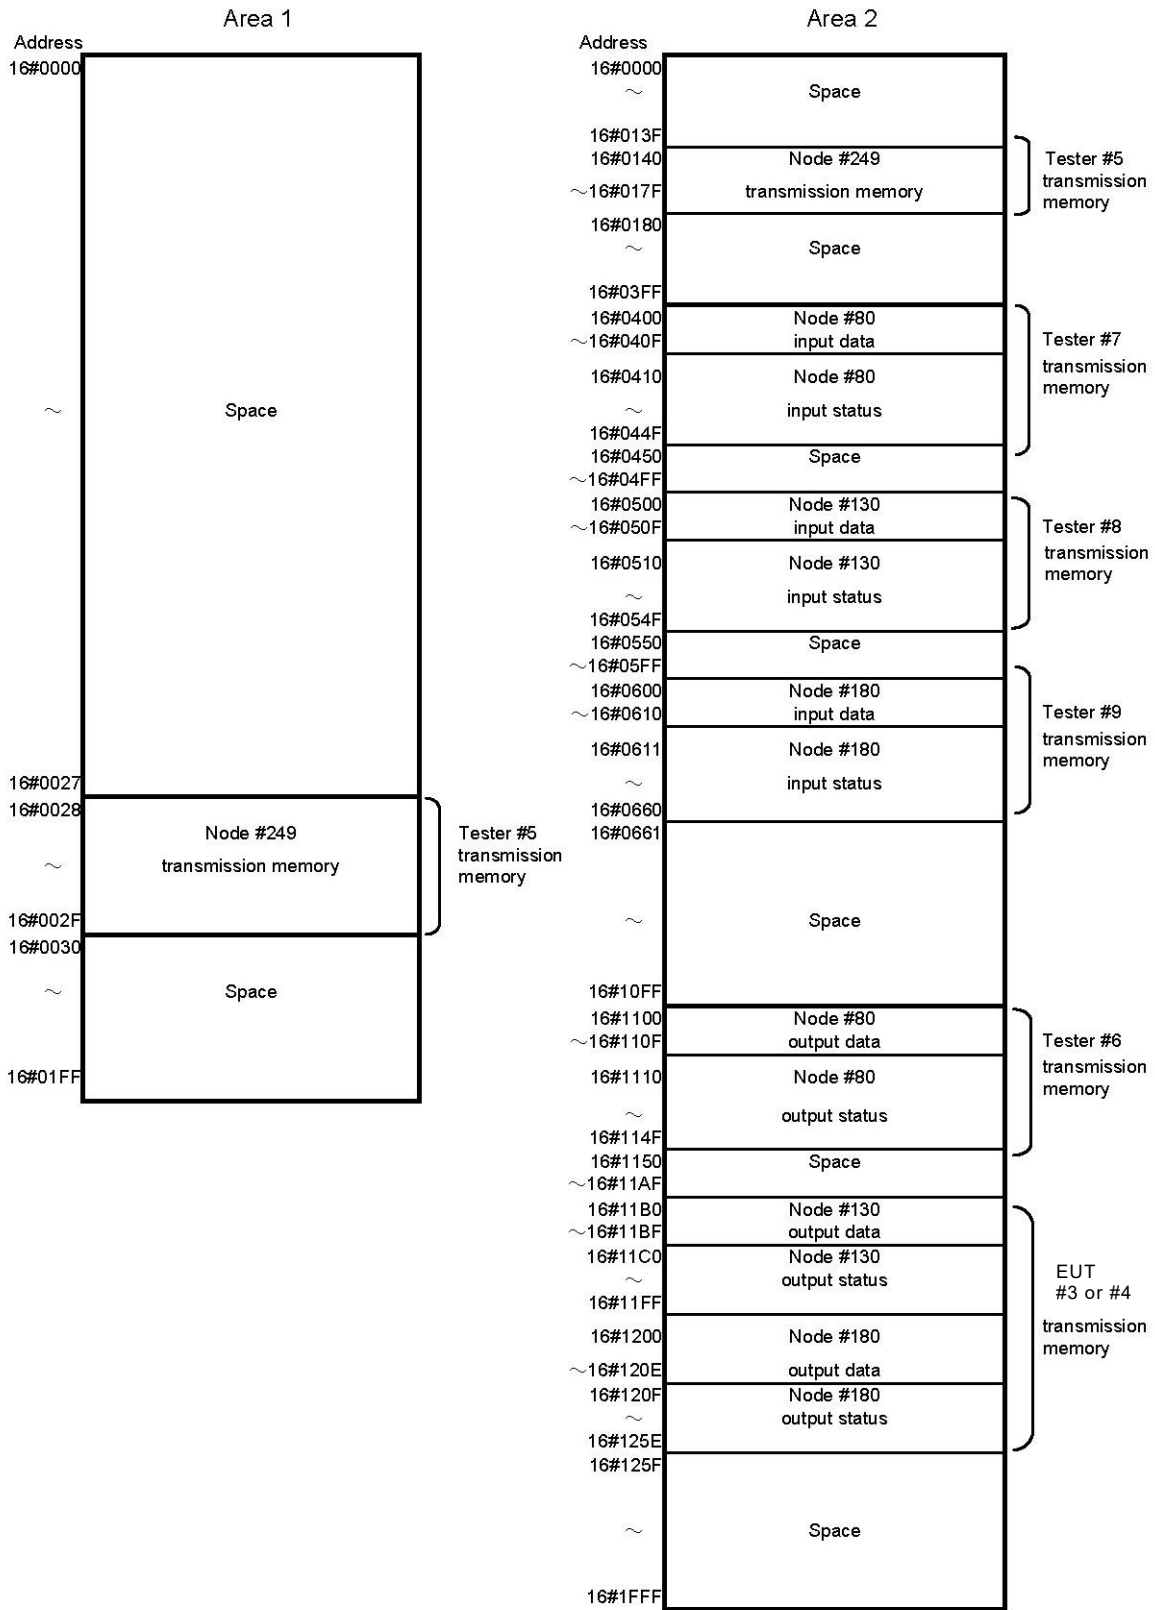 Area 1
Address
16#0000
～
Space
16#0027
16#0028
Node #249
～
transmission memory
16#002F
Tester #5
transmission
memory
16#0030
～
Space
16#01FF
Area 2
Address
16#0000
～
Space
16#013F
16#0140
Node #249
～16#017F
transmission memory
Tester #5
transmission
memory
16#0180
～
Space
16#03FF
16#0400
Node #80
～16#040F
input data
16#0410
Node #80
～
input status
16#044F
Tester #7
transmission
memory
16#0450
Space
～16#04FF
16#0500
Node #130
～16#050F
input data
16#0510
Node #130
～
input status
16#054F
Tester #8
transmission
memory
16#0550
Space
～16#05FF
16#0600
Node #180
～16#0610
input data
16#0611
Node #180
～
input status
16#0660
Tester #9
transmission
memory
16#0661
～
Space
16#10FF
16#1100
Node #80
～16#110F
output data
16#1110
Node #80
～
output status
16#114F
Tester #6
transmission
memory
16#1150
Space
～16#11AF
16#11B0
Node #130
～16#11BF
output data
16#11C0
Node #130
～
output status
16#11FF
16#1200
Node #180
～16#120E
output data
16#120F
Node #180
～
output status
16#125E
EUT
#3 or #4
transmission
memory
16#125F
～
Space
16#1FFF